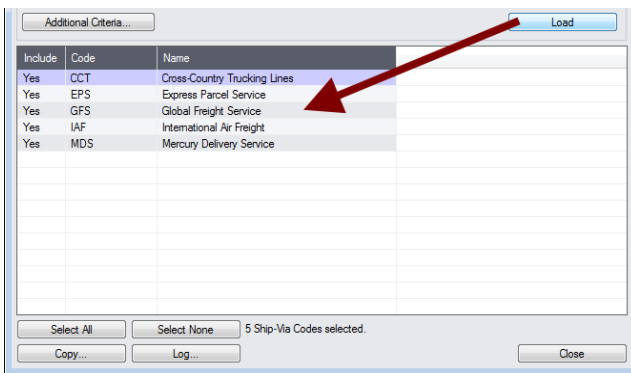 Additional Criteria... Load
Include Code Name
Yes CCT Cross-Country Trucking Lines
Yes EPS Express Parcel Service
Yes GFS Global Freight Service
Yes IAF International Air Freight
Yes MDS Mercury Delivery Service
Select All Select None 5 Ship-Via Codes selected.
Copy... Log... Close